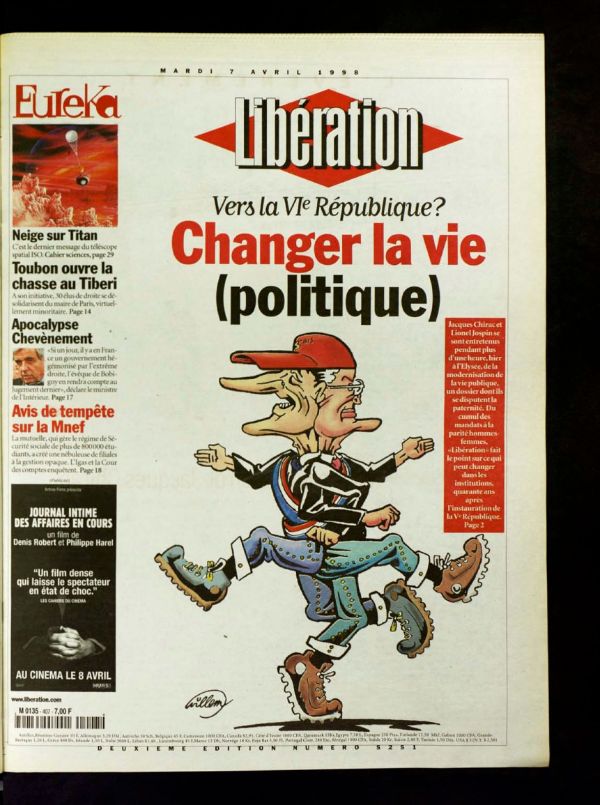 MARDI 7 AVRIL 1998
Eureka
Libération
Vers la VIe République?
Changer la vie
(politique)
Neige sur Titan
C'est le dernier message du téléscope
spatial ISO: Cahier sciences, page 29
Toubon ouvre la
chasse au Tiberi
A son initiative, 30 élus de droite se dé-
solidarisent du maire de Paris, virtuel-
lement minoritaire. Page 14
Apocalypse
Chevènement
«Si un jour, il y a en Fran-
ce un gouvernement hé-
gémonisé par l'extrême
droite, l'évêque de Bobi-
gny en rendra compte au
Jugement dernier», déclare le ministre
de l'Intérieur. Page 17
Avis de tempête
sur la Mnef
La mutuelle, qui gère le régime de Sé-
curité sociale de plus de 800000 étu-
diants, a créé une nébuleuse de filiales
à la gestion opaque. L'Igas et la Cour
des comptes enquêtent. Page 18
(Publicité)
JOURNAL INTIME
DES AFFAIRES EN COURS
un film de
Denis Robert et Philippe Harel
"Un film dense
qui laisse le spectateur
en état de choc."
LES CAHIERS DU CINEMA
AU CINEMA LE 8 AVRIL
www.liberation.com
M 0135 - 407 - 7,00 F
Jacques Chirac et
Lionel Jospin se
sont entretenus
pendant plus
d'une heure, hier
à l'Elysée, de la
modernisation de
la vie publique,
un dossier dont ils
se disputent la
paternité. Du
cumul des
mandats à la
parité hommes-
femmes,
«Libération» fait
le point sur ce qui
peut changer
dans les
institutions,
quarante ans
après
l'instauration de
la Ve République.
Page 2
PARIS
Willem
DEUXIEME EDITION NUMERO 5251